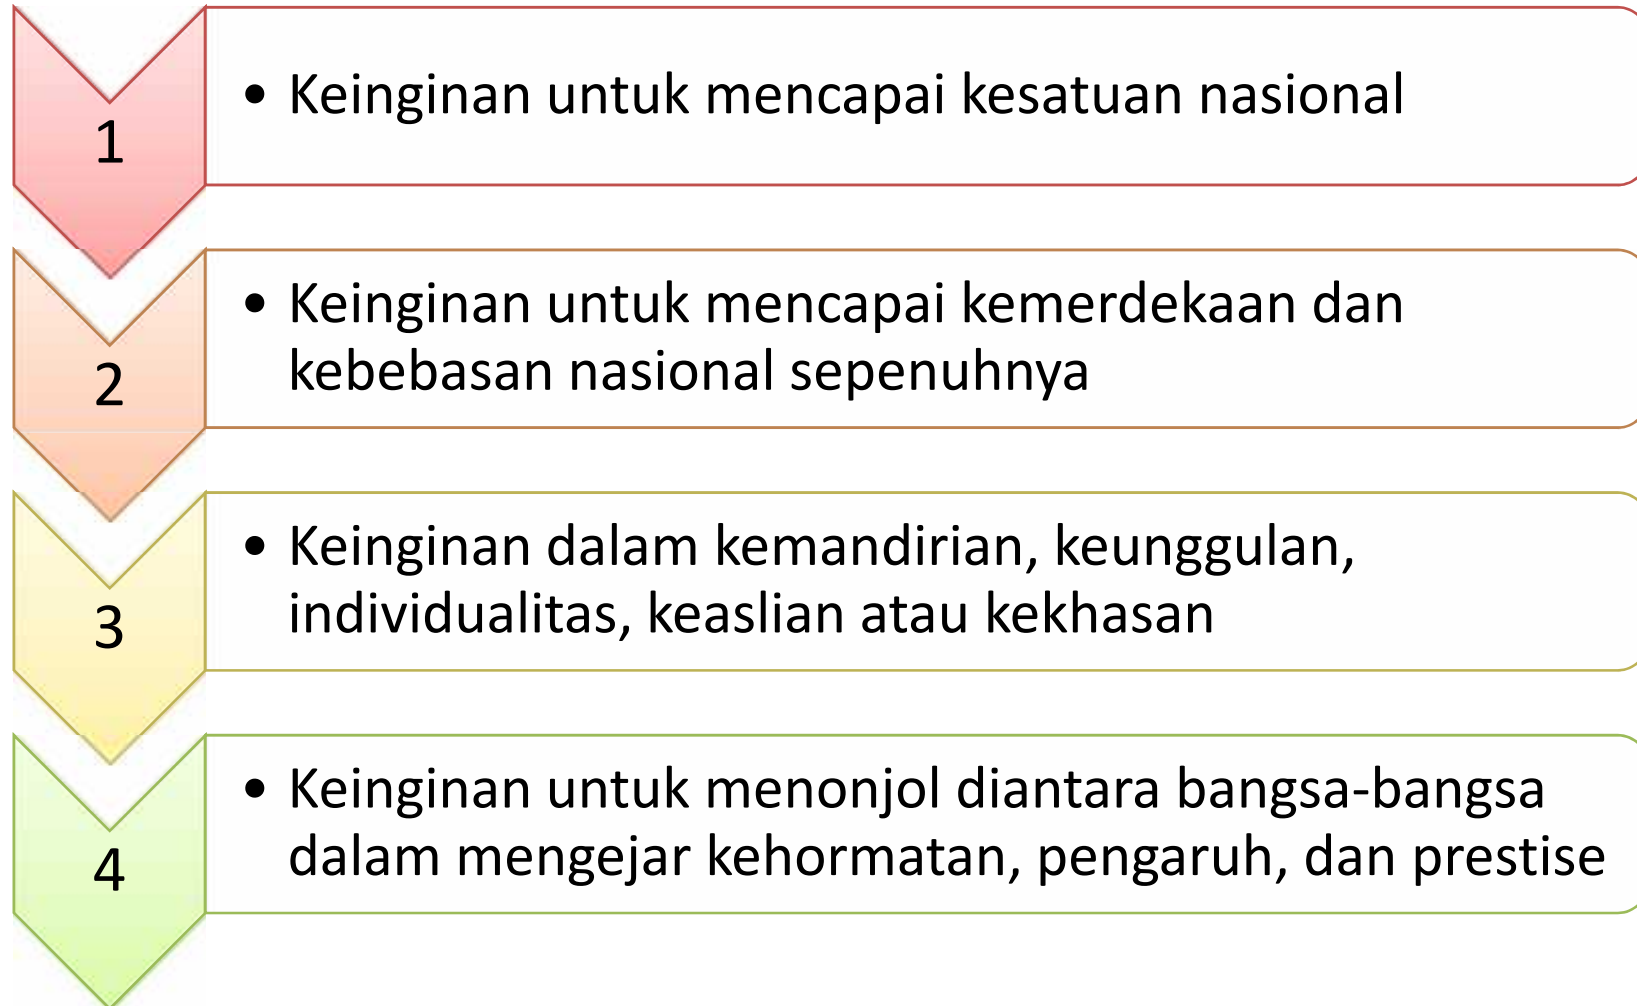 1
• Keinginan untuk mencapai kesatuan nasional
2
• Keinginan untuk mencapai kemerdekaan dan
kebebasan nasional sepenuhnya
3
• Keinginan dalam kemandirian, keunggulan,
individualitas, keaslian atau kekhasan
4
• Keinginan untuk menonjol diantara bangsa-bangsa
dalam mengejar kehormatan, pengaruh, dan prestise